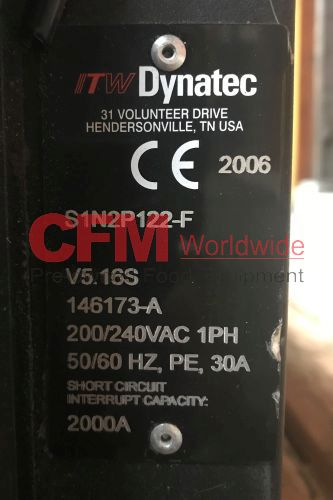 ITW Dynatec
31 VOLUNTEER DRIVE
HENDERSONVILLE, TN USA
CE 2006
S1N2P122-F
CFM Worldwide
V5.16S
146173-A
200/240VAC 1PH
50/60 HZ, PE, 30A
SHORT CIRCUIT
INTERRUPT CAPACITY:
2000A